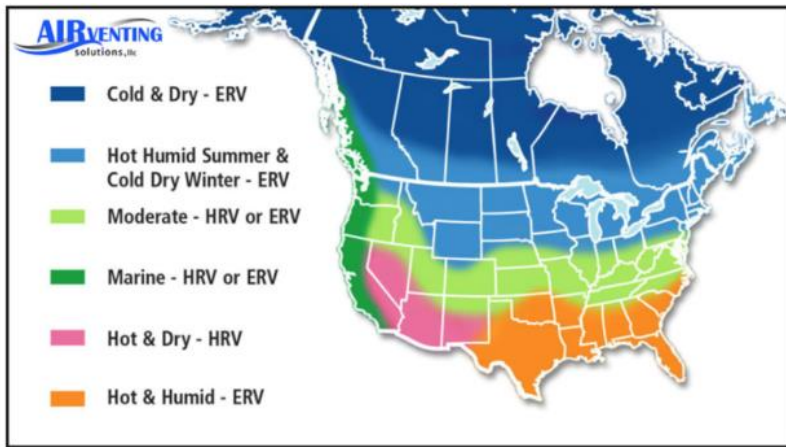 AIRVENTING
solutions,llc
Cold & Dry - ERV
Hot Humid Summer &
Cold Dry Winter - ERV
Moderate - HRV or ERV
Marine - HRV or ERV
Hot & Dry - HRV
Hot & Humid - ERV